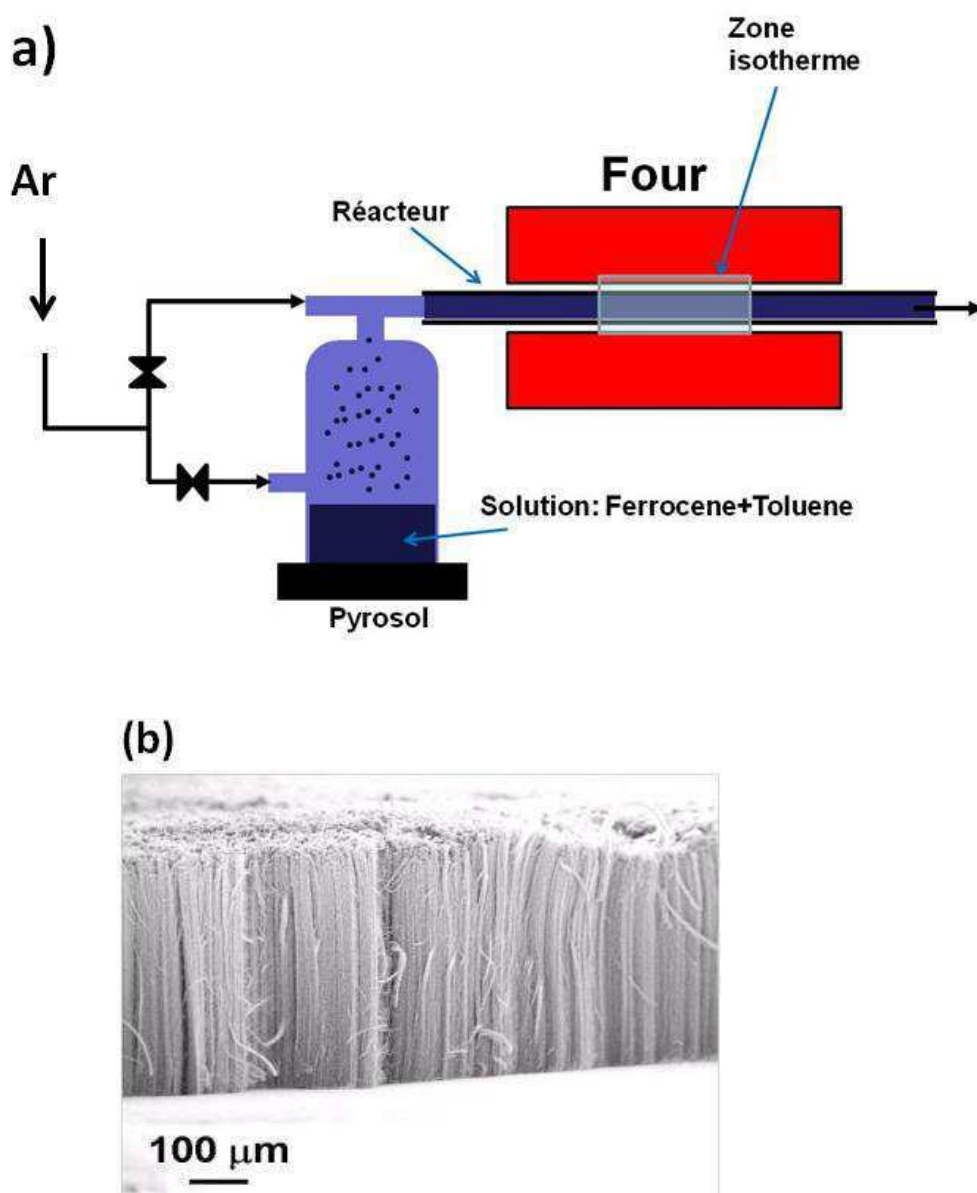 a)
Zone
isotherme
Ar
Four
Réacteur
Solution: Ferrocene+Toluene
Pyrosol
(b)
100 μm